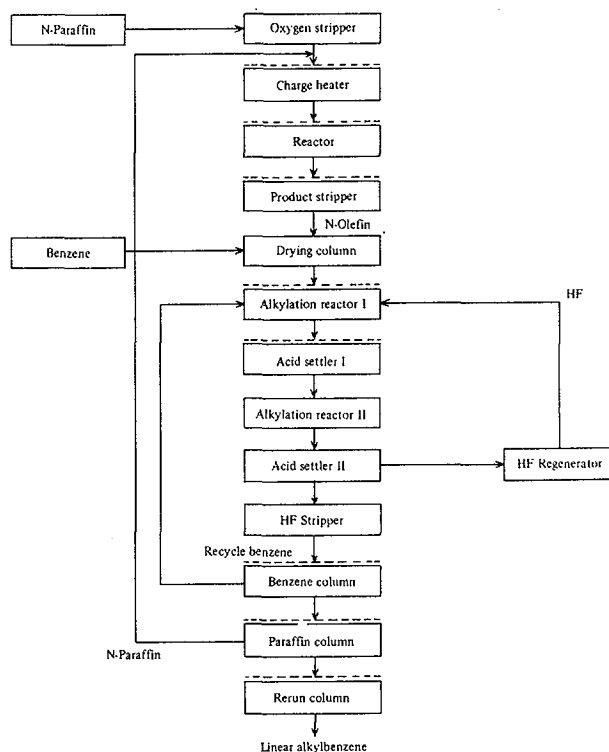 N-Paraffin
Oxygen stripper
Charge heater
Reactor
Product stripper
N-Olefin
Benzene
Drying column
Alkylation reactor I
HF
Acid settler I
Alkylation reactor II
Acid settler II
HF Regenerator
HF Stripper
Recycle benzene
Benzene column
Paraffin column
N-Paraffin
Rerun column
Linear alkylbenzene